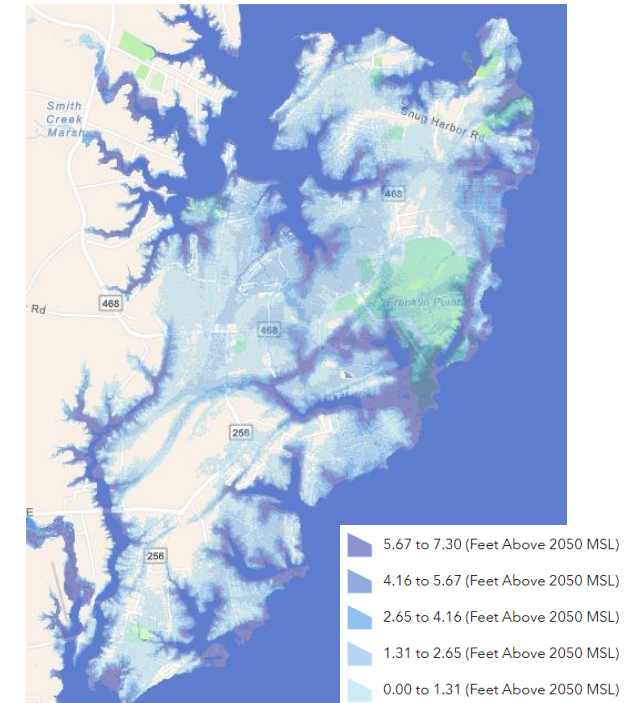 Smith
Creek
Marsh
Snug Harbor Rd
468
Franklin Point
Rd
468
468
256
E
256
5.67 to 7.30 (Feet Above 2050 MSL)
4.16 to 5.67 (Feet Above 2050 MSL)
2.65 to 4.16 (Feet Above 2050 MSL)
1.31 to 2.65 (Feet Above 2050 MSL)
0.00 to 1.31 (Feet Above 2050 MSL)